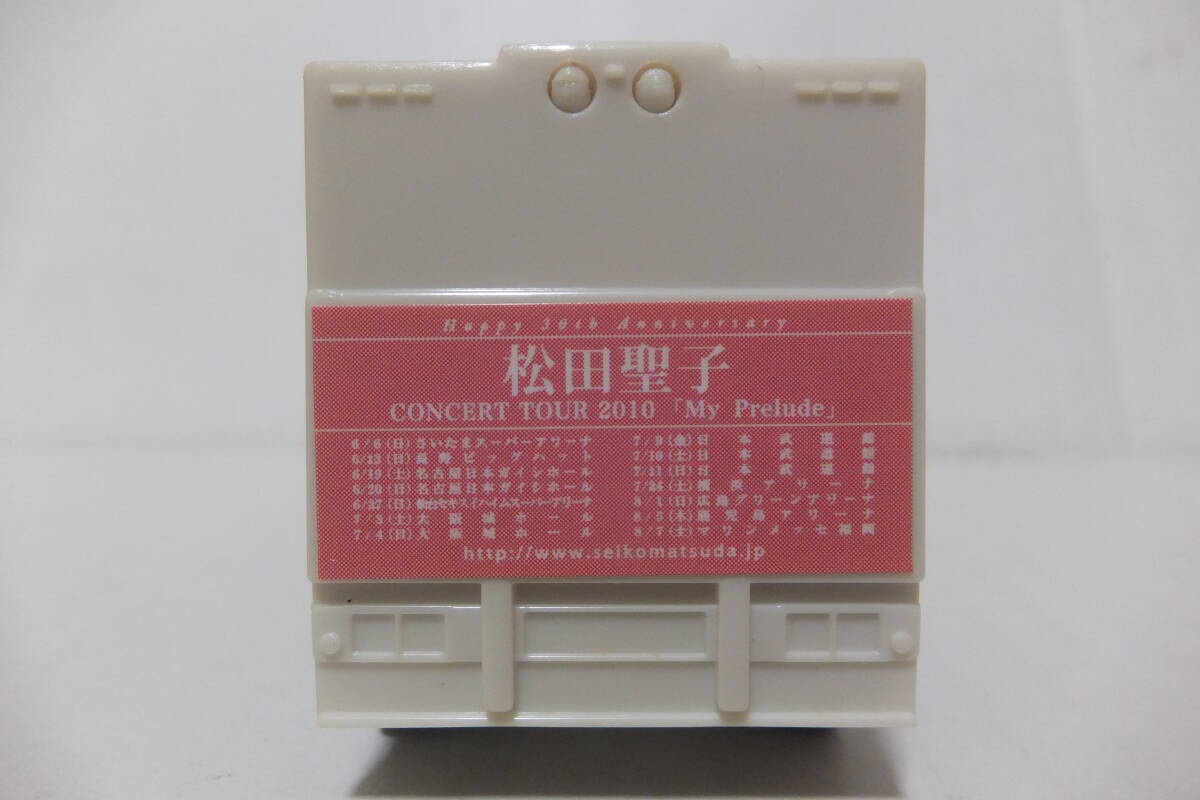 Happy 30th Anniversary
松田聖子
CONCERT TOUR 2010 「My Prelude」
6/6(日)さいたまスーパーアリーナ
6/13(日)長野ビッグハット
6/19(土)名古屋日本ガイシホール
6/20(日)名古屋日本ガイシホール
6/27(日)仙台セキスイハイムスーパーアリーナ
7/3(土)大阪城ホール
7/4(日)大阪城ホール
7/9(金)日本武道館
7/10(土)日本武道館
7/11(日)日本武道館
7/24(土)横浜アリーナ
8/1(日)広島グリーンアリーナ
8/5(木)鹿児島アリーナ
8/7(土)マリンメッセ福岡
http://www.seikomatsuda.jp